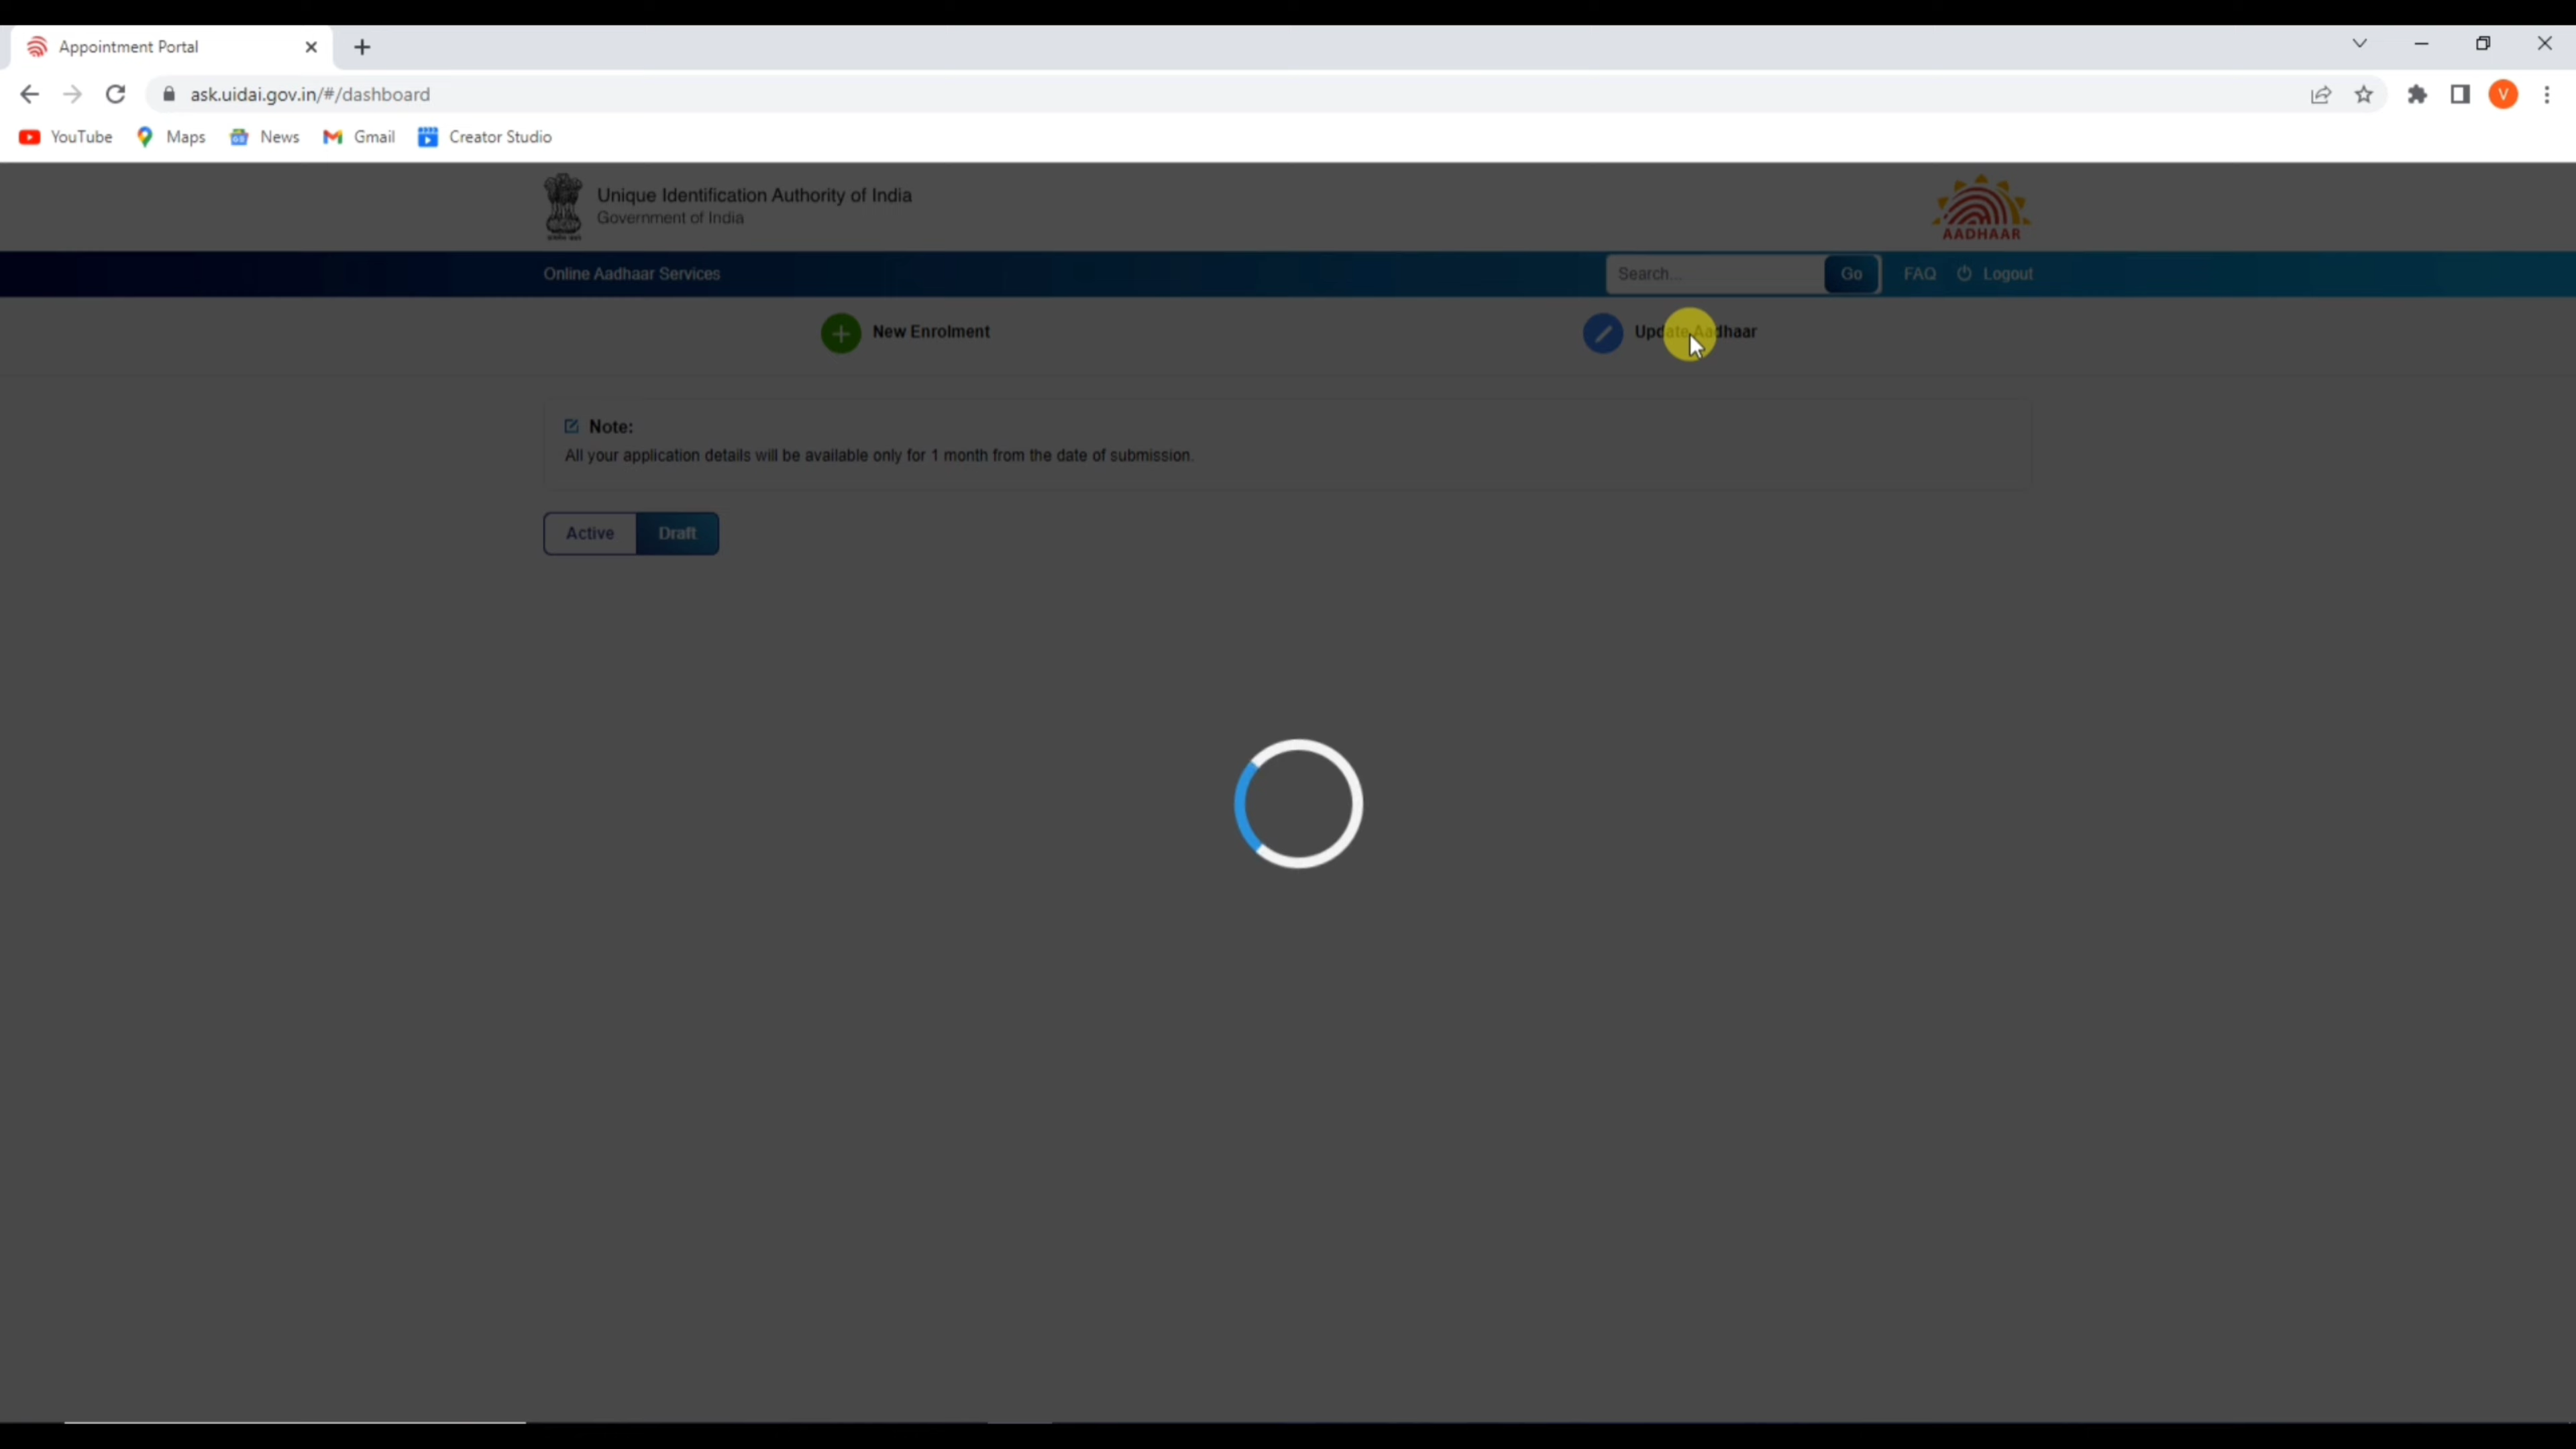 Appointment Portal
ask.uidai.gov.in/#/dashboard
V
YouTube
Maps
News
Gmail
Creator Studio
Unique Identification Authority of India
Government of India
AADHAAR
Online Aadhaar Services
Search...
Go
FAQ
Logout
New Enrolment
Update Aadhaar
Note:
All your application details will be available only for 1 month from the date of submission.
Active
Draft